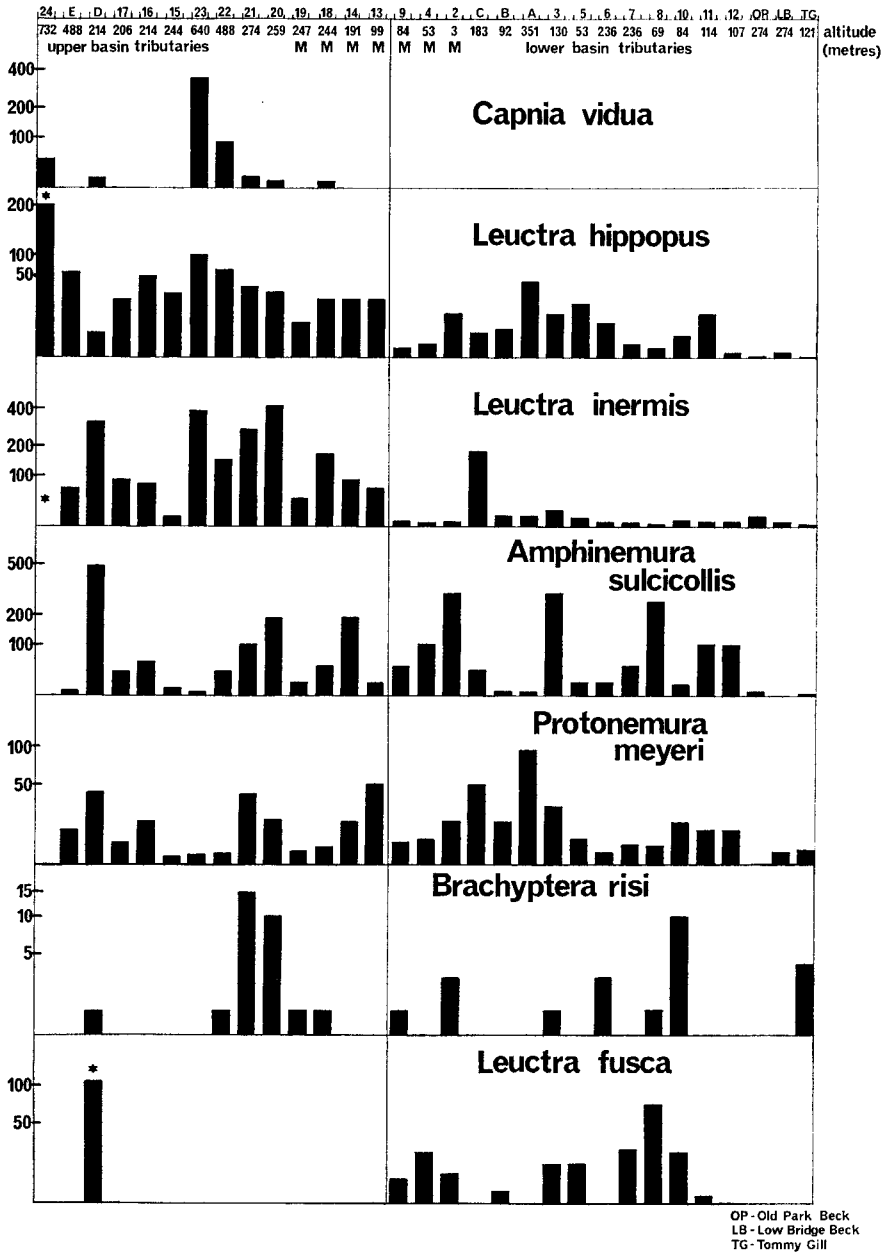 24 E D 17 16 15 23 22 21 20 19 18 14 13 9 4 2 C B A 3 53 6 7 8 10 11 12 OP LB TG altitude
732 488 214 206 214 244 640 488 274 259 247 244 191 99 84 53 3 183 92 351 130 53 236 236 69 84 114 107 274 274 121 (metres)
upper basin tributaries M M M M M M M lower basin tributaries
400
200
100
Capnia vidua
*
200
100
50
Leuctra hippopus
400
200
100
*
Leuctra inermis
500
200
100
Amphinemura
sulcicollis
100
50
Protonemura
meyeri
15
10
5
Brachyptera risi
*
100
50
Leuctra fusca
OP - Old Park Beck
LB - Low Bridge Beck
TG - Tommy Gill